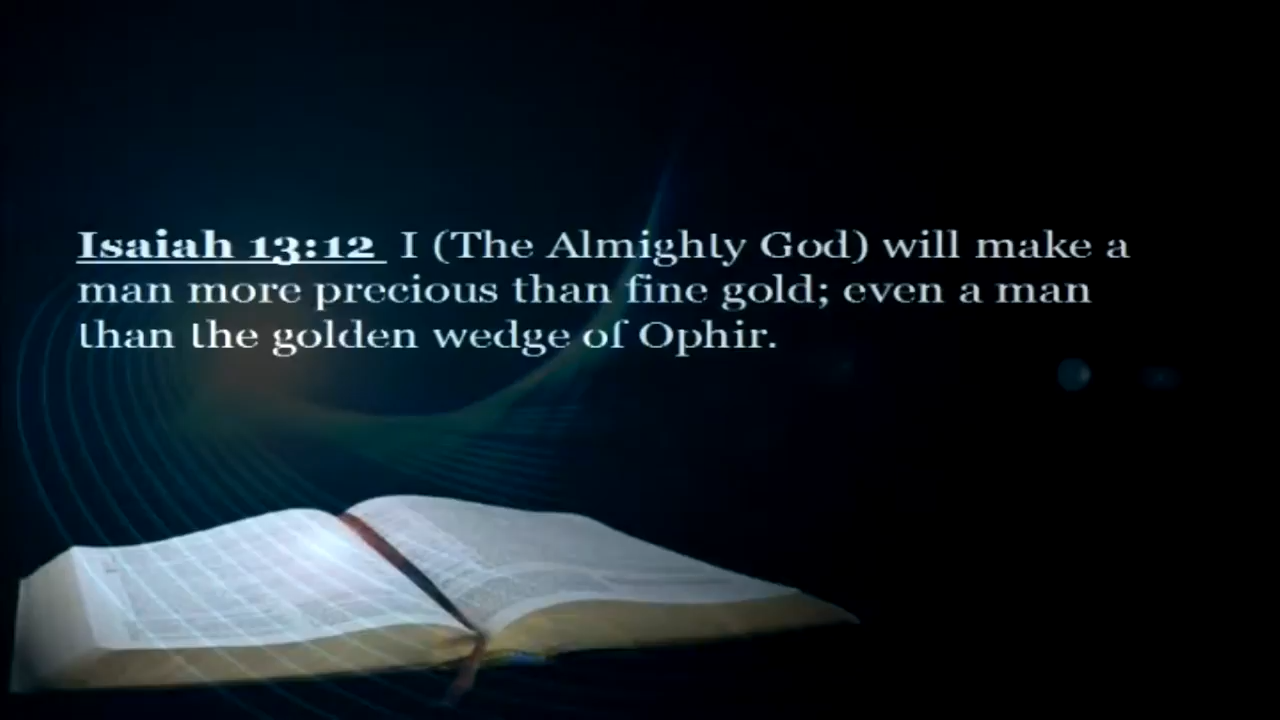 Isaiah 13:12 I (The Almighty God) will make a
man more precious than fine gold; even a man
than the golden wedge of Ophir.